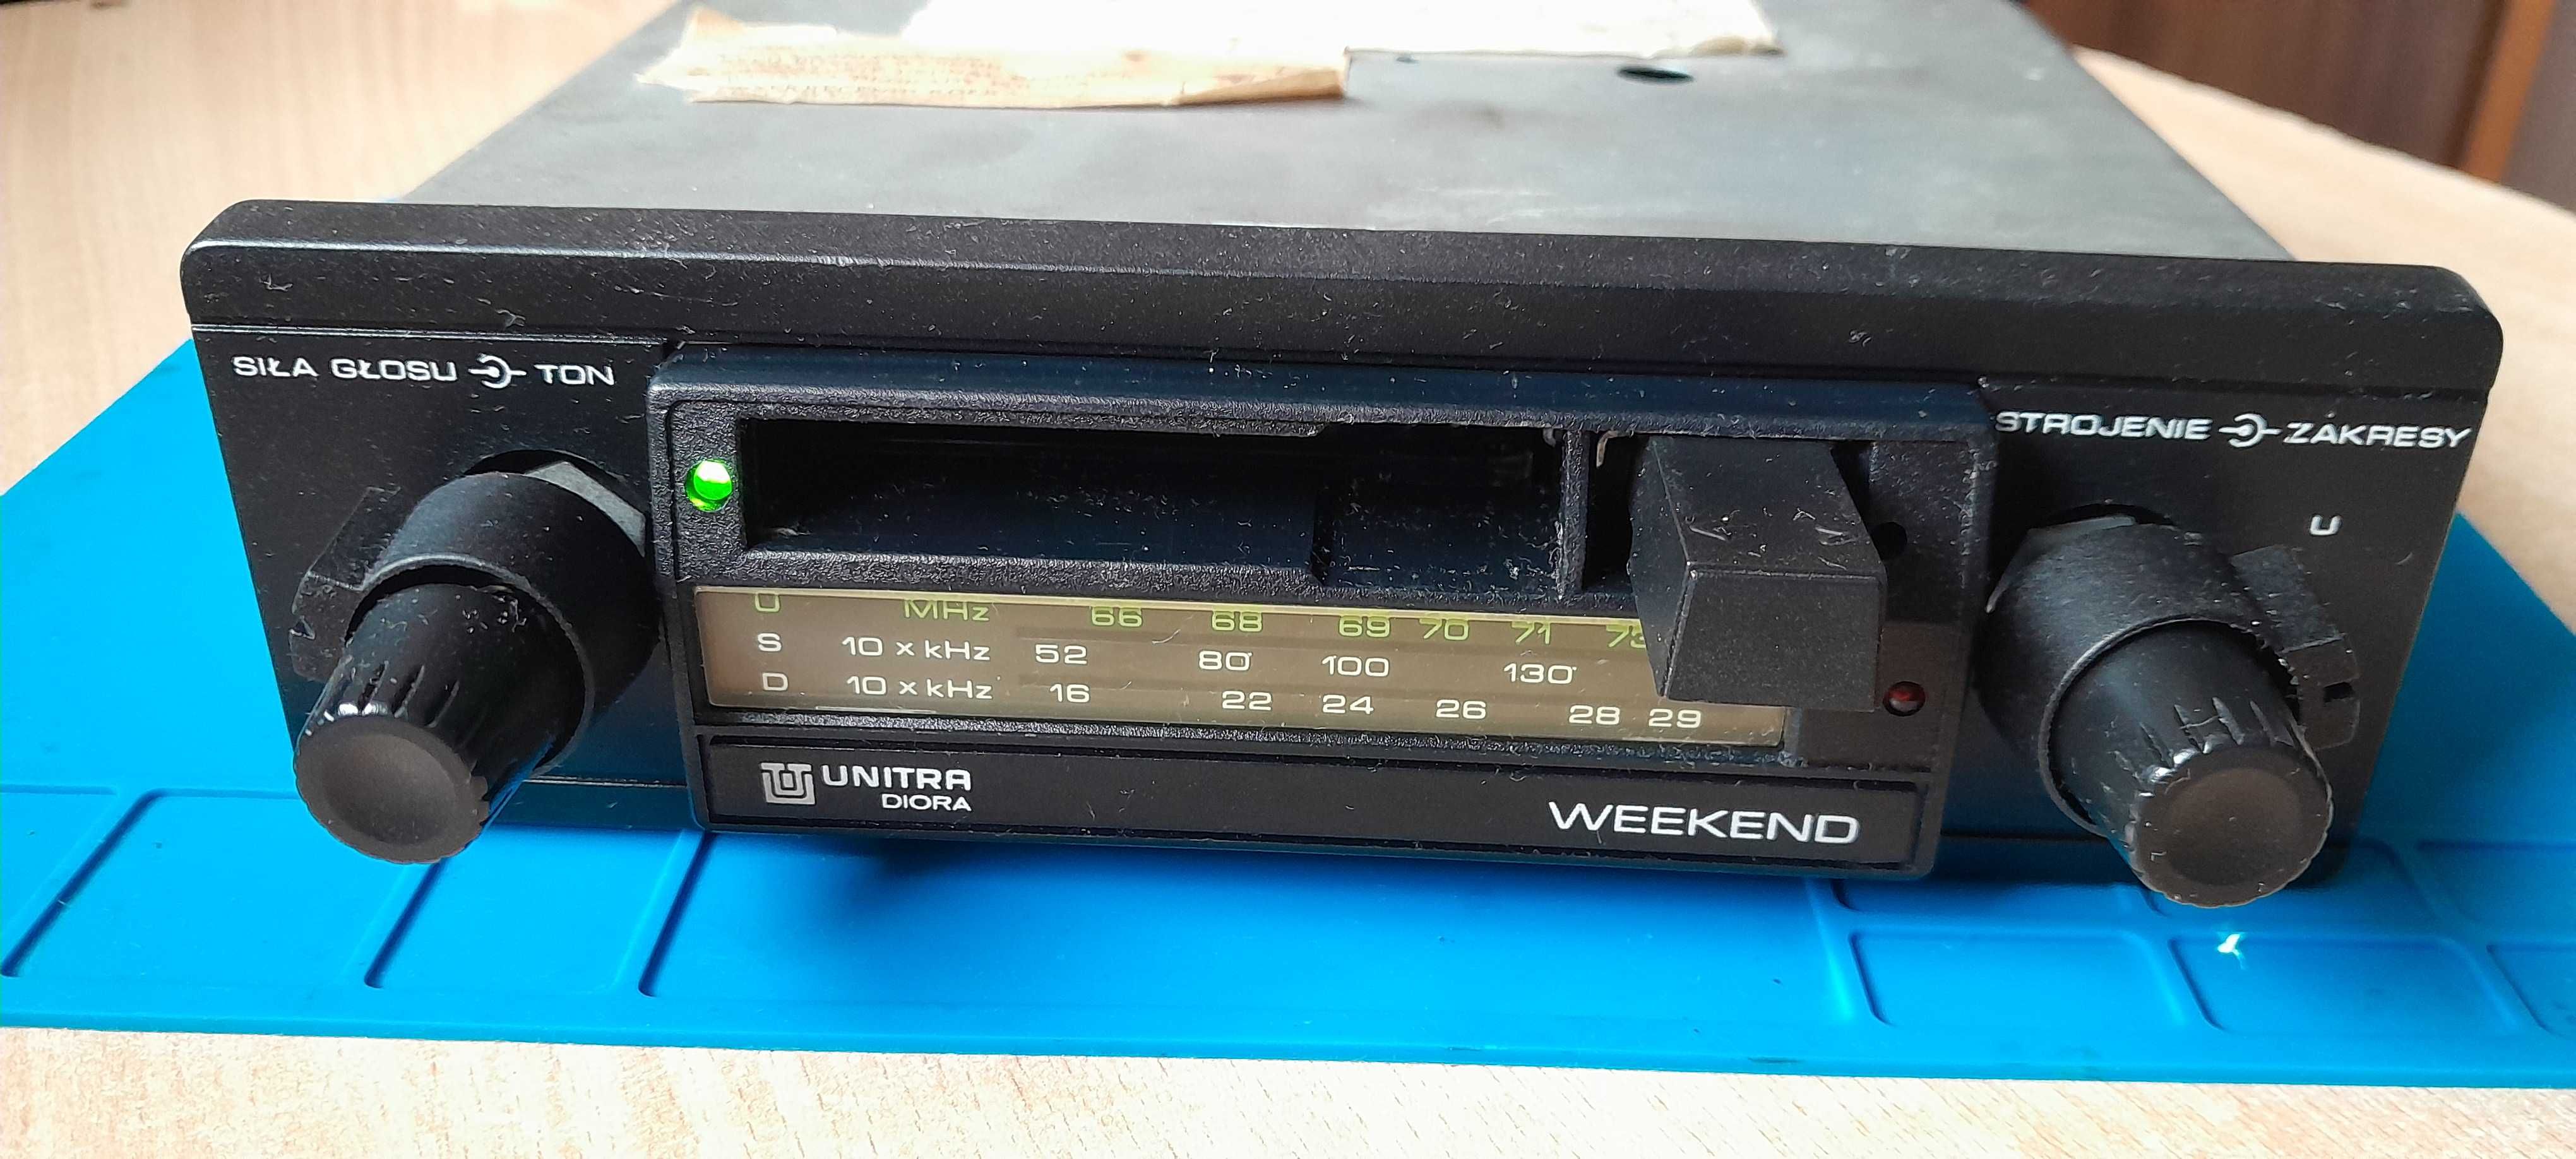 SIŁA GŁOSU TON
STROJENIE ZAKRESY
U
U MHz 66 68 69 70 71
S 10 x kHz 52 80 100 130
D 10 x kHz 16 22 24 26 28 29
UNITRA
DIORA
WEEKEND